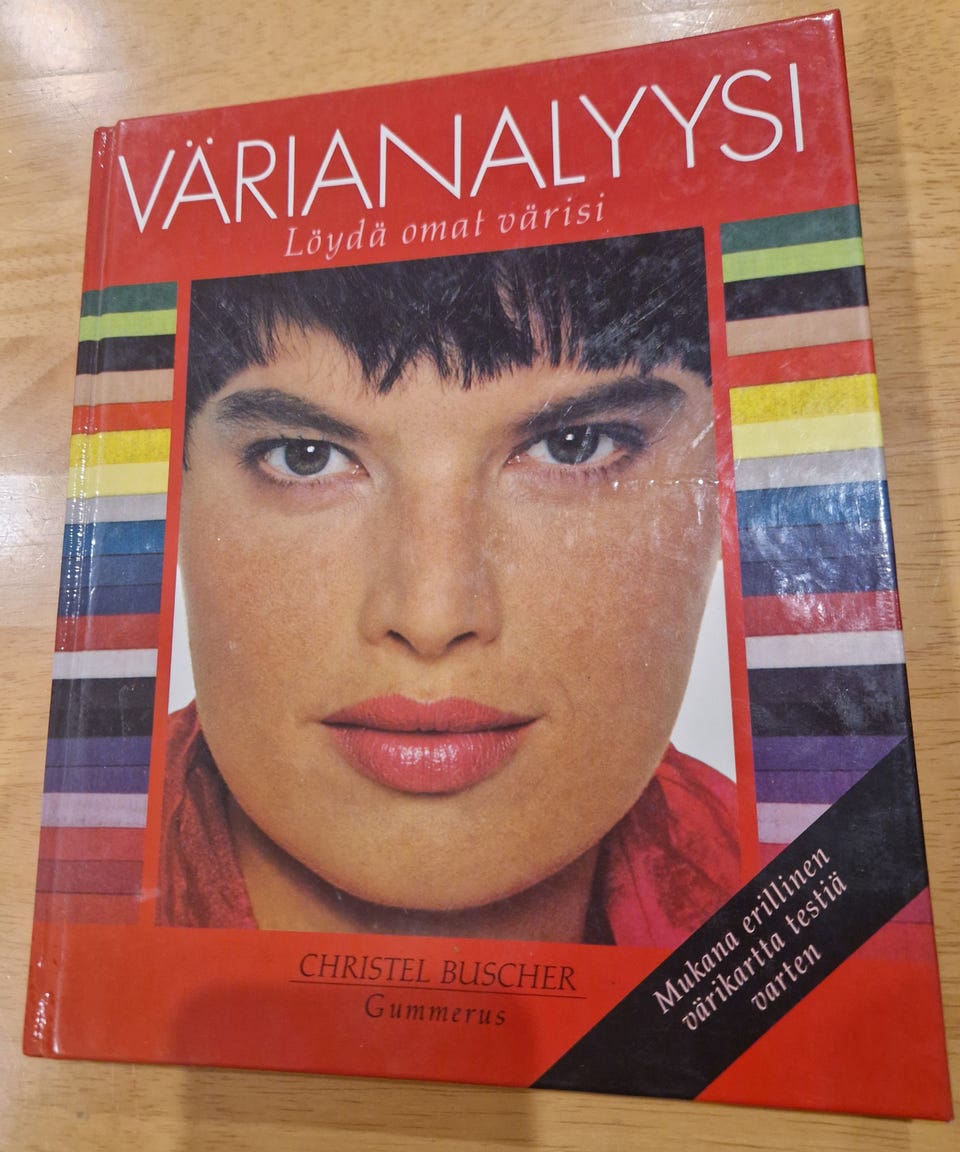 VÄRIANALYYSI
Löydä omat värisi
CHRISTEL BUSCHER
Gummerus
Mukana erillinen
värikartta testiä
varten